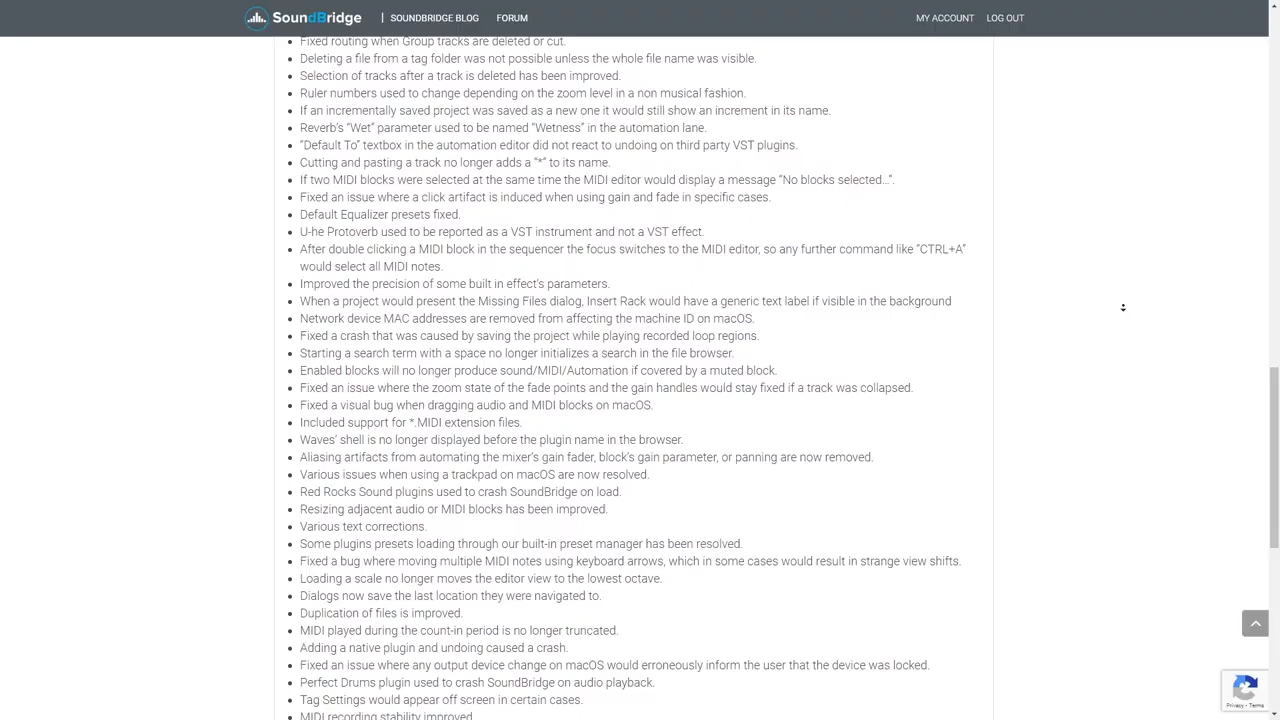 SoundBridge
SOUNDBRIDGE BLOG
FORUM
MY ACCOUNT
LOG OUT
Fixed routing when Group tracks are deleted or cut.
Deleting a file from a tag folder was not possible unless the whole file name was visible.
Selection of tracks after a track is deleted has been improved.
Ruler numbers used to change depending on the zoom level in a non musical fashion.
If an incrementally saved project was saved as a new one it would still show an increment in its name.
Reverb's “Wet” parameter used to be named “Wetness” in the automation lane.
“Default To” textbox in the automation editor did not react to undoing on third party VST plugins.
Cutting and pasting a track no longer adds a “*” to its name.
If two MIDI blocks were selected at the same time the MIDI editor would display a message “No blocks selected…”.
Fixed an issue where a click artifact is induced when using gain and fade in specific cases.
Default Equalizer presets fixed.
U-he Protoverb used to be reported as a VST instrument and not a VST effect.
After double clicking a MIDI block in the sequencer the focus switches to the MIDI editor, so any further command like “CTRL+A”
would select all MIDI notes.
Improved the precision of some built in effect's parameters.
When a project would present the Missing Files dialog, Insert Rack would have a generic text label if visible in the background
Network device MAC addresses are removed from affecting the machine ID on macOS.
Fixed a crash that was caused by saving the project while playing recorded loop regions.
Starting a search term with a space no longer initializes a search in the file browser.
Enabled blocks will no longer produce sound/MIDI/Automation if covered by a muted block.
Fixed an issue where the zoom state of the fade points and the gain handles would stay fixed if a track was collapsed.
Fixed a visual bug when dragging audio and MIDI blocks on macOS.
Included support for *.MIDI extension files.
Waves' shell is no longer displayed before the plugin name in the browser.
Aliasing artifacts from automating the mixer's gain fader, block's gain parameter, or panning are now removed.
Various issues when using a trackpad on macOS are now resolved.
Red Rocks Sound plugins used to crash SoundBridge on load.
Resizing adjacent audio or MIDI blocks has been improved.
Various text corrections.
Some plugins presets loading through our built-in preset manager has been resolved.
Fixed a bug where moving multiple MIDI notes using keyboard arrows, which in some cases would result in strange view shifts.
Loading a scale no longer moves the editor view to the lowest octave.
Dialogs now save the last location they were navigated to.
Duplication of files is improved.
MIDI played during the count-in period is no longer truncated.
Adding a native plugin and undoing caused a crash.
Fixed an issue where any output device change on macOS would erroneously inform the user that the device was locked.
Perfect Drums plugin used to crash SoundBridge on audio playback.
Tag Settings would appear off screen in certain cases.
MIDI recording stability improved.
Privacy - Terms